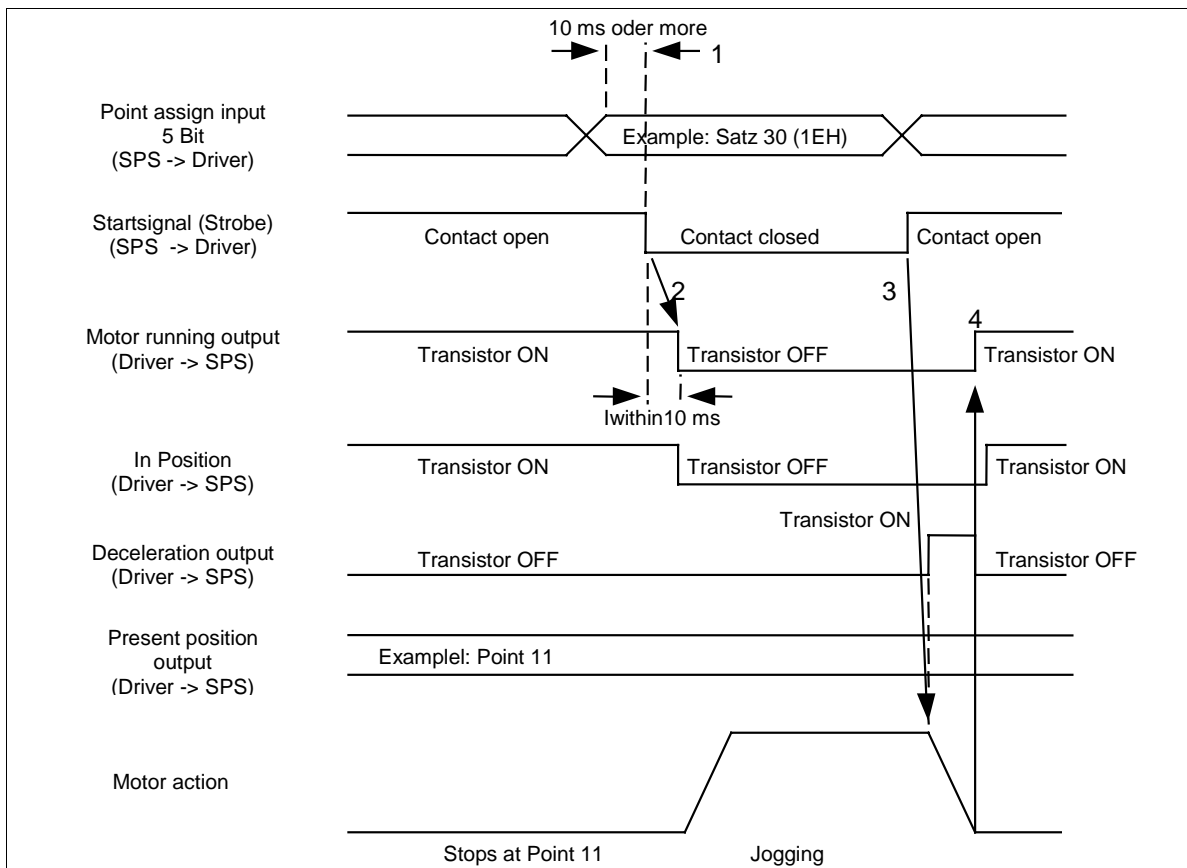 10 ms oder more
1
Point assign input
5 Bit
(SPS -> Driver)
Example: Satz 30 (1EH)
Startsignal (Strobe)
(SPS -> Driver)
Contact open
Contact closed
Contact open
2
3
4
Motor running output
(Driver -> SPS)
Transistor ON
Transistor OFF
Transistor ON
Iwithin10 ms
In Position
(Driver -> SPS)
Transistor ON
Transistor OFF
Transistor ON
Transistor ON
Deceleration output
(Driver -> SPS)
Transistor OFF
Transistor OFF
Present position
output
(Driver -> SPS)
Examplel: Point 11
Motor action
Stops at Point 11
Jogging